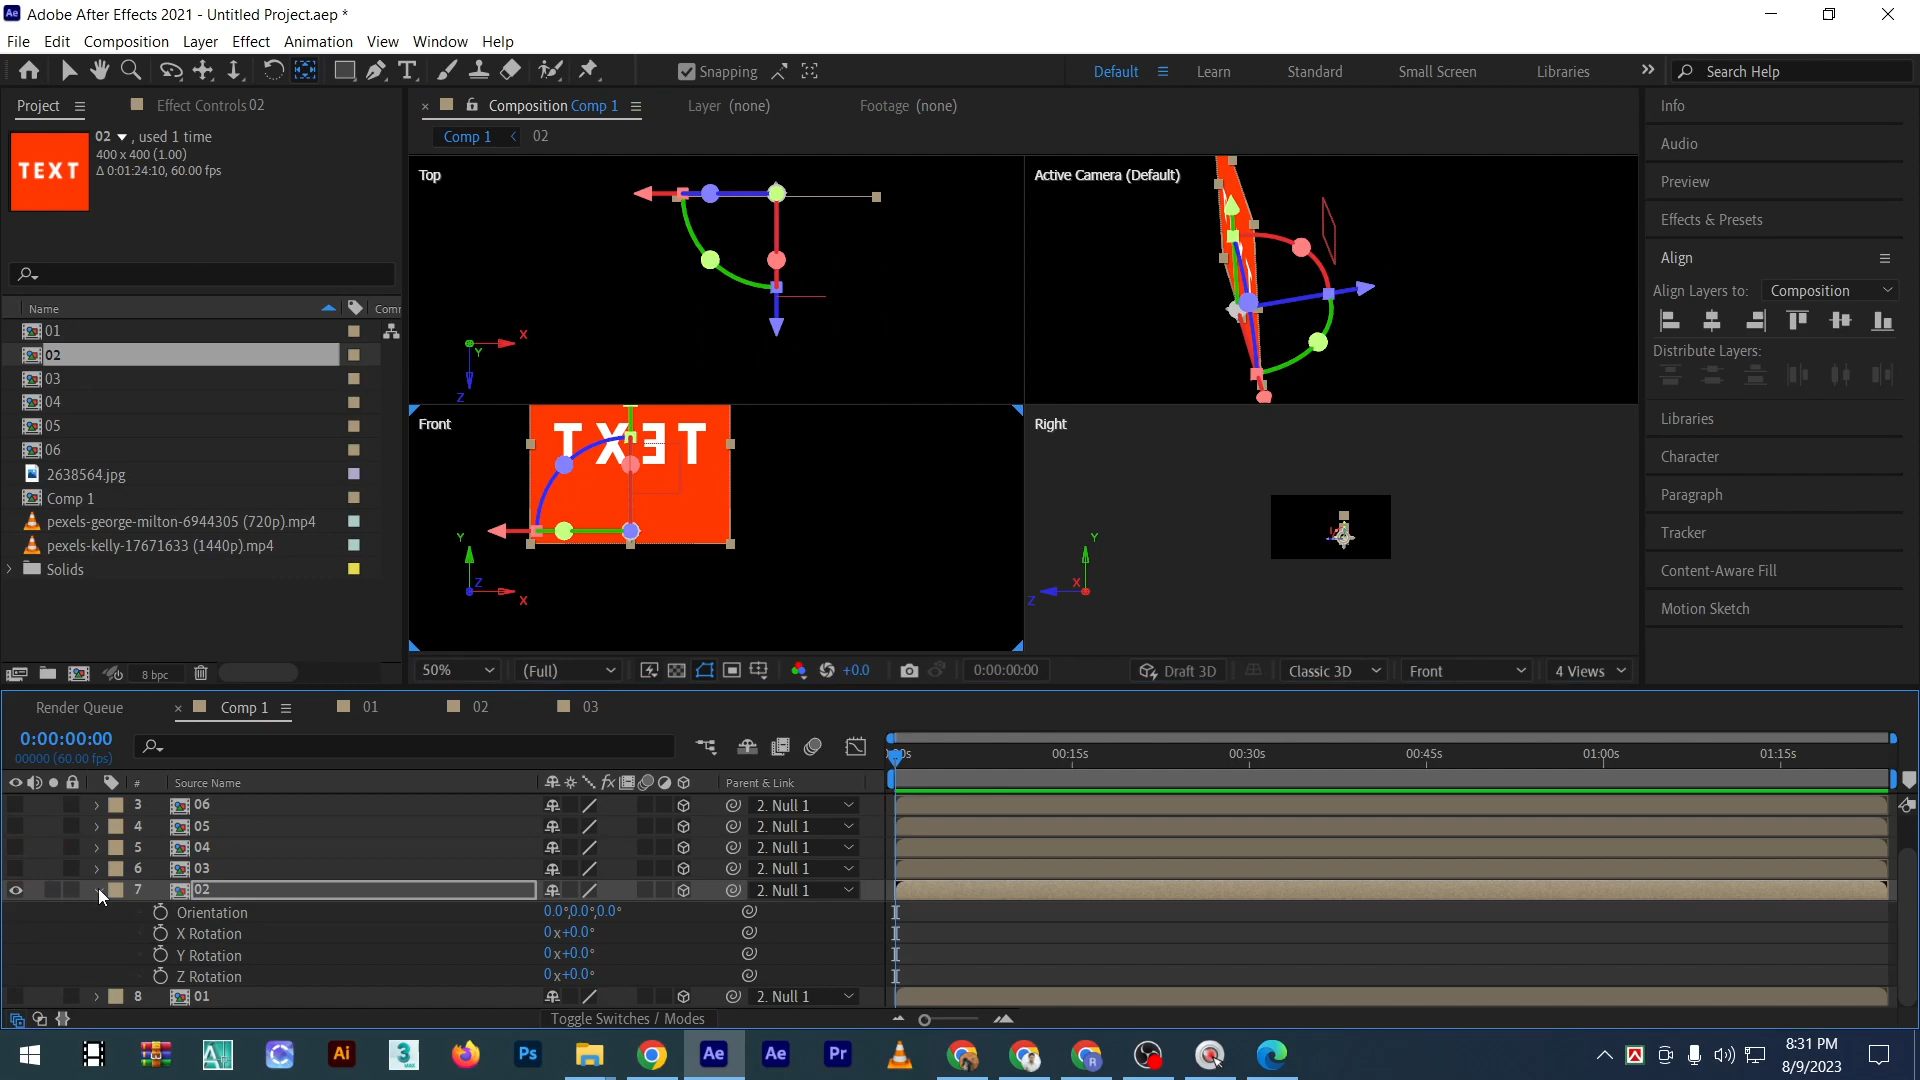 Adobe After Effects 2021 - Untitled Project.aep *
File Edit Composition Layer Effect Animation View Window Help
Snapping
Default Learn Standard Small Screen Libraries
Search Help
Project
Effect Controls 02
TEXT
02 , used 1 time
400 x 400 (1.00)
Δ 0:01:24:10, 60.00 fps
Name
Comr
01
02
03
04
05
06
2638564.jpg
Comp 1
pexels-george-milton-6944305 (720p).mp4
pexels-kelly-17671633 (1440p).mp4
Solids
8 bpc
Composition Comp 1
Layer (none)
Footage (none)
Comp 1 02
Top
X
Y
Z
Active Camera (Default)
Front
TEXT
Y
Z
X
Right
Y
X
Z
50% (Full) +0.0 0:00:00:00 Draft 3D Classic 3D Front 4 Views
Info
Audio
Preview
Effects & Presets
Align
Align Layers to: Composition
Distribute Layers:
Libraries
Character
Paragraph
Tracker
Content-Aware Fill
Motion Sketch
Render Queue Comp 1 01 02 03
0:00:00:00
00000 (60.00 fps)
00:15s 00:30s 00:45s 01:00s 01:15s
# Source Name fx Parent & Link
3 06 2. Null 1
4 05 2. Null 1
5 04 2. Null 1
6 03 2. Null 1
7 02 2. Null 1
Orientation 0.0°,0.0°,0.0°
X Rotation 0x+0.0°
Y Rotation 0x+0.0°
Z Rotation 0x+0.0°
8 01 2. Null 1
Toggle Switches / Modes
Ai
3
MAX
Ps
Ae
Ae
Pr
R
8:31 PM
8/9/2023